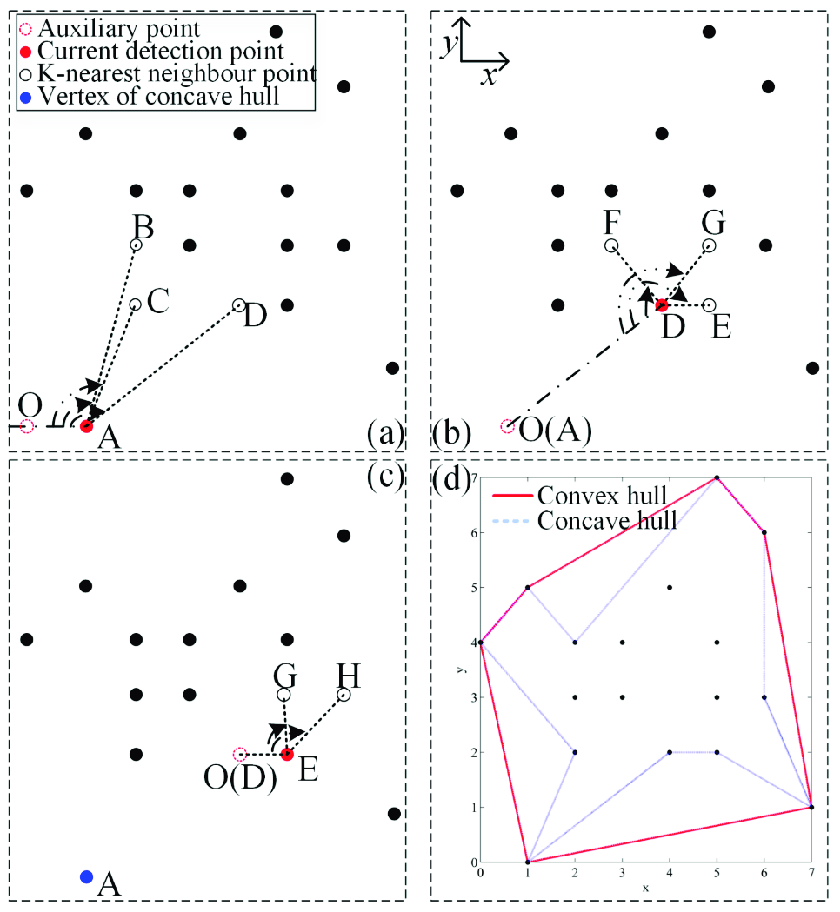 Auxiliary point
Current detection point
K-nearest neighbour point
Vertex of concave hull
B
C
D
O
A
(a)
y
x
F
G
D
E
O(A)
(b)
(c)
G
H
O(D)
E
A
(d)
Convex hull
Concave hull
7
6
5
4
3
2
1
0
y
0 1 2 3 4 5 6 7
x